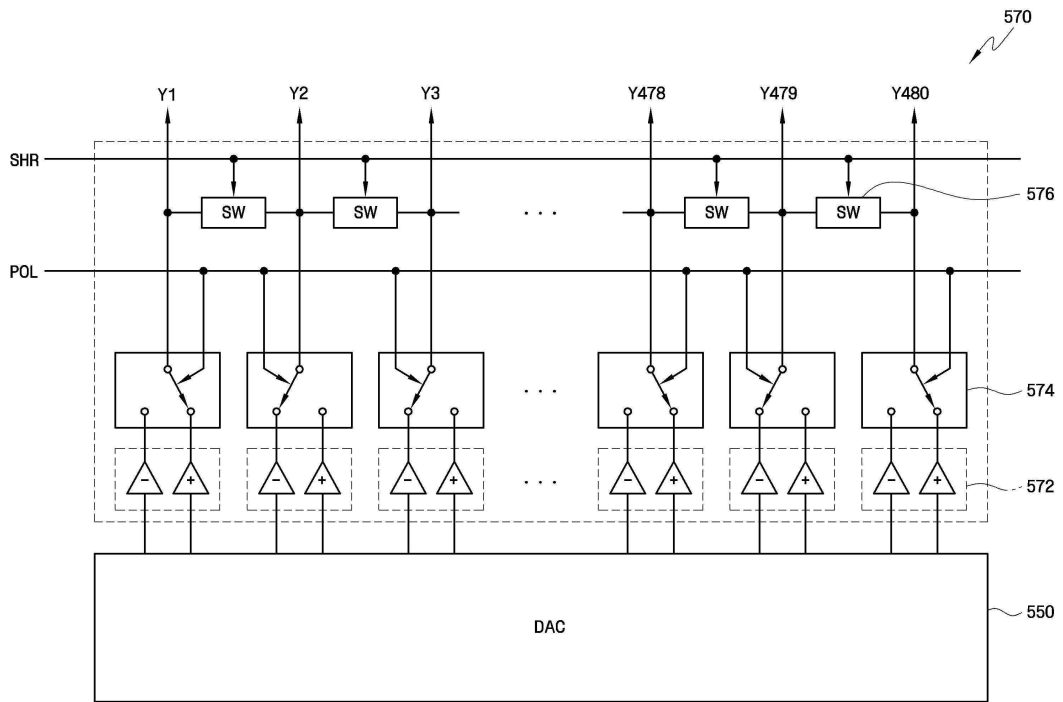 570
Y1 Y2 Y3 Y478 Y479 Y480
SHR
SW SW . . . SW SW 576
POL
. . . 574
- + - + - + . . . - + - + - + 572
DAC 550